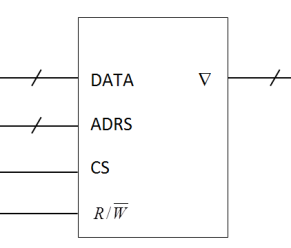 DATA ∇
ADRS
CS
R/W̅